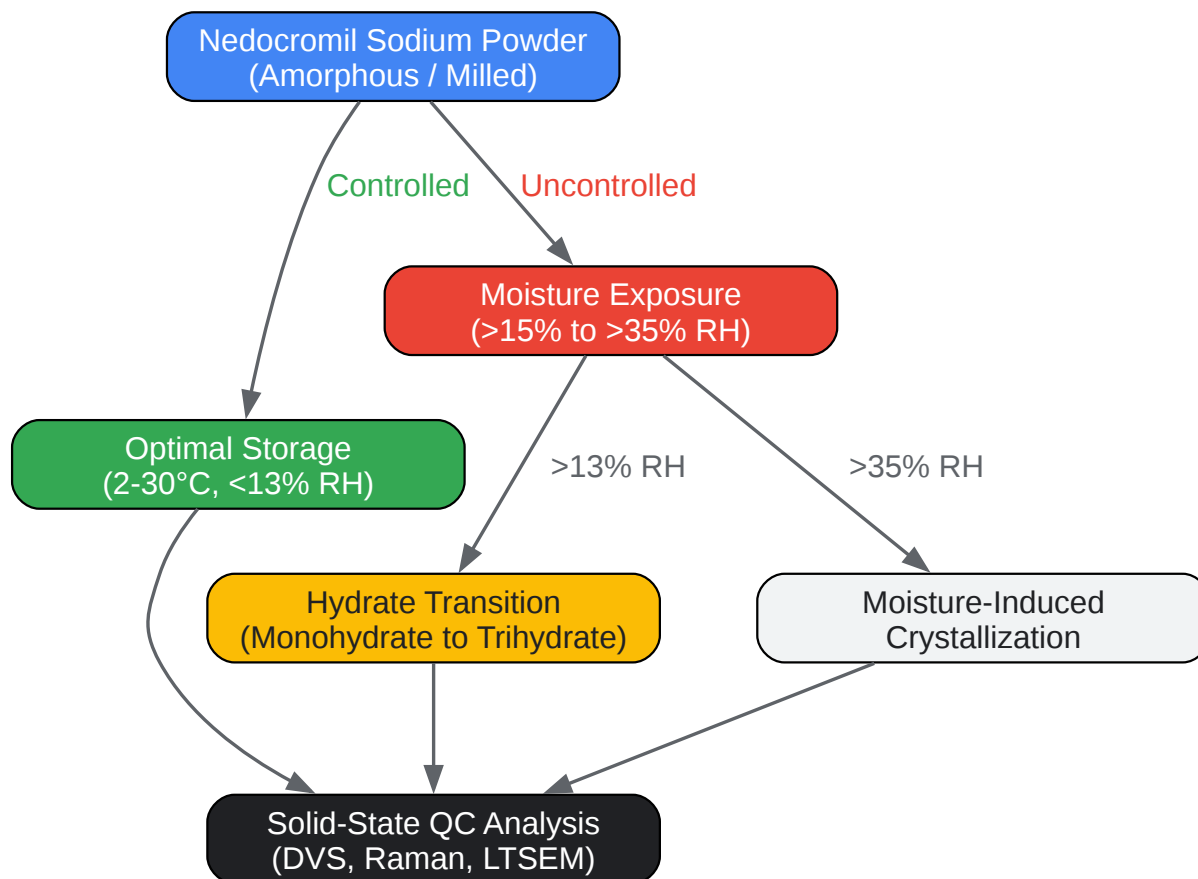 Nedocromil Sodium Powder
(Amorphous / Milled)
Controlled
Uncontrolled
Moisture Exposure
(>15% to >35% RH)
Optimal Storage
(2-30°C, <13% RH)
>13% RH
>35% RH
Hydrate Transition
(Monohydrate to Trihydrate)
Moisture-Induced
Crystallization
Solid-State QC Analysis
(DVS, Raman, LTSEM)